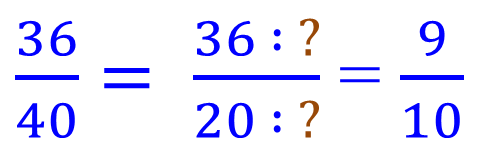 36/40 = 36 : ?/20 : ? = 9/10